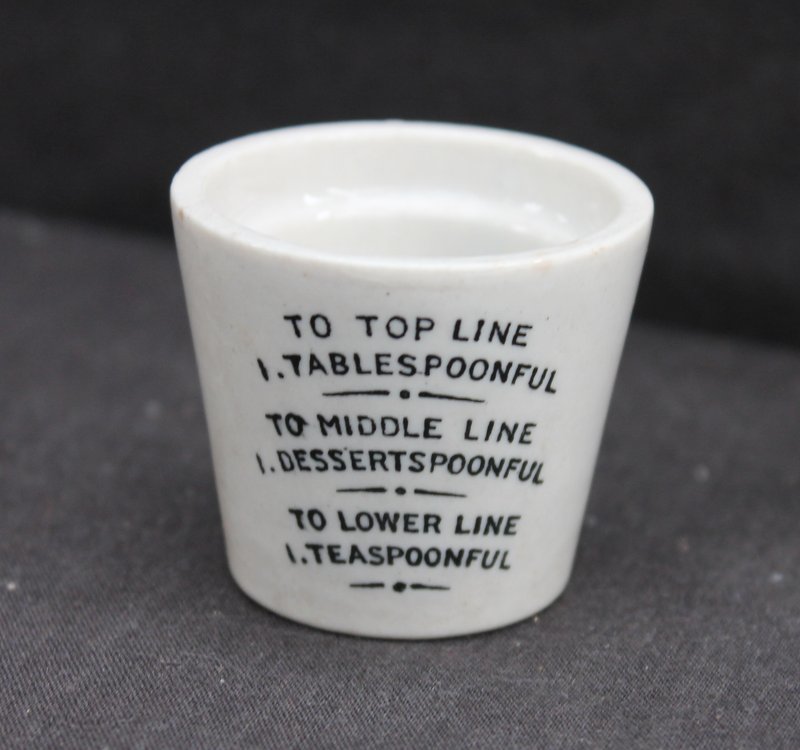 TO TOP LINE
1.TABLESPOONFUL
TO MIDDLE LINE
1.DESSERTSPOONFUL
TO LOWER LINE
1.TEASPOONFUL